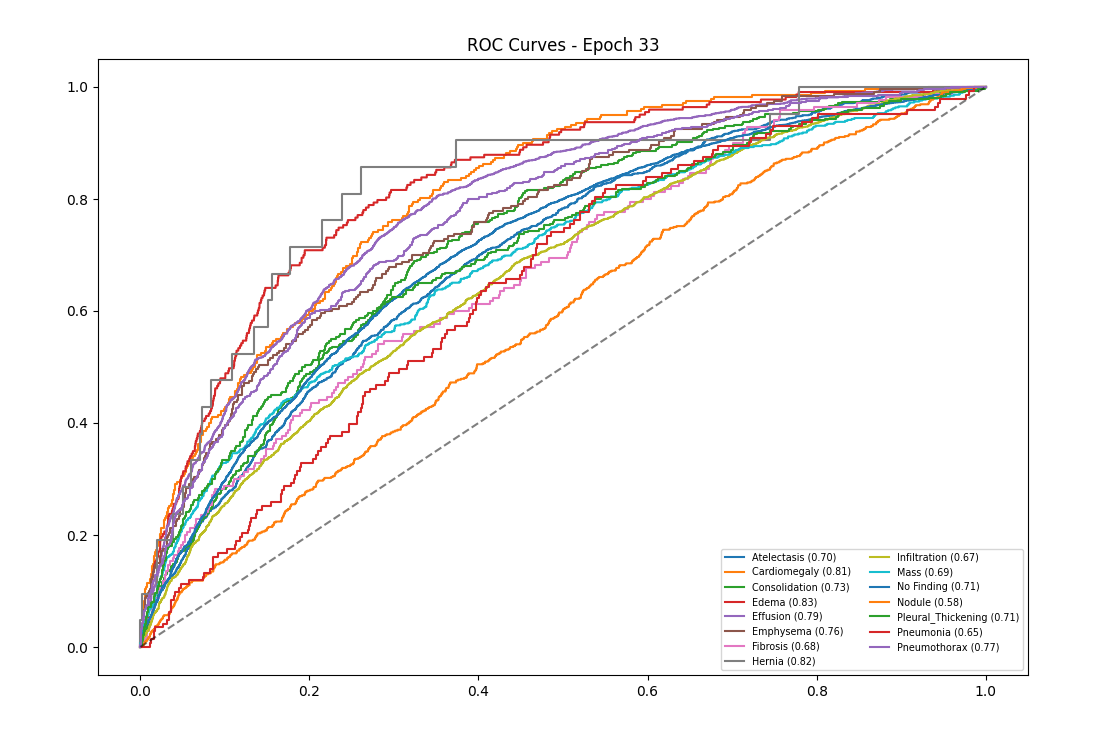 ROC Curves - Epoch 33
1.0
0.8
0.6
0.4
0.2
0.0
0.0 0.2 0.4 0.6 0.8 1.0
Atelectasis (0.70)
Cardiomegaly (0.81)
Consolidation (0.73)
Edema (0.83)
Effusion (0.79)
Emphysema (0.76)
Fibrosis (0.68)
Hernia (0.82)
Infiltration (0.67)
Mass (0.69)
No Finding (0.71)
Nodule (0.58)
Pleural_Thickening (0.71)
Pneumonia (0.65)
Pneumothorax (0.77)